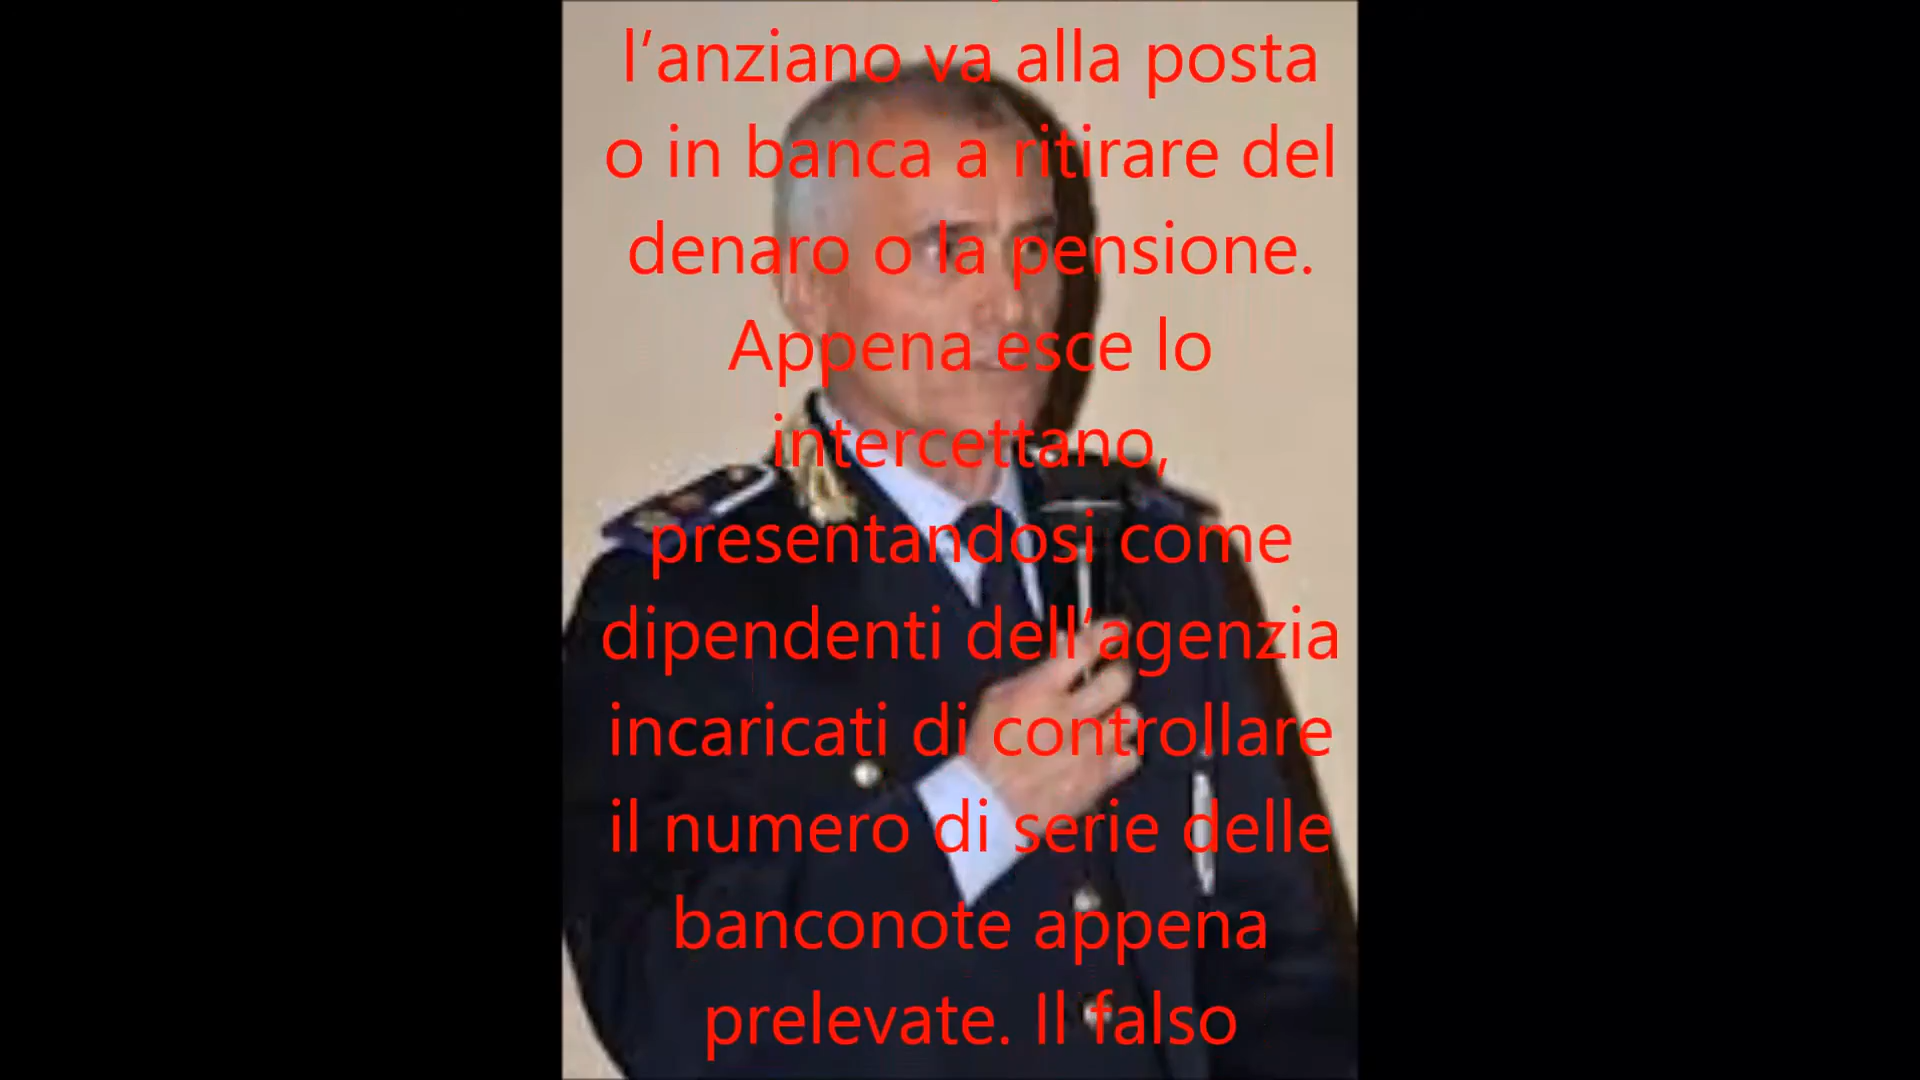 l’anziano va alla posta
o in banca a ritirare del
denaro o la pensione.
Appena esce lo
intercettano,
presentandosi come
dipendenti dell’agenzia
incaricati di controllare
il numero di serie delle
banconote appena
prelevate. Il falso